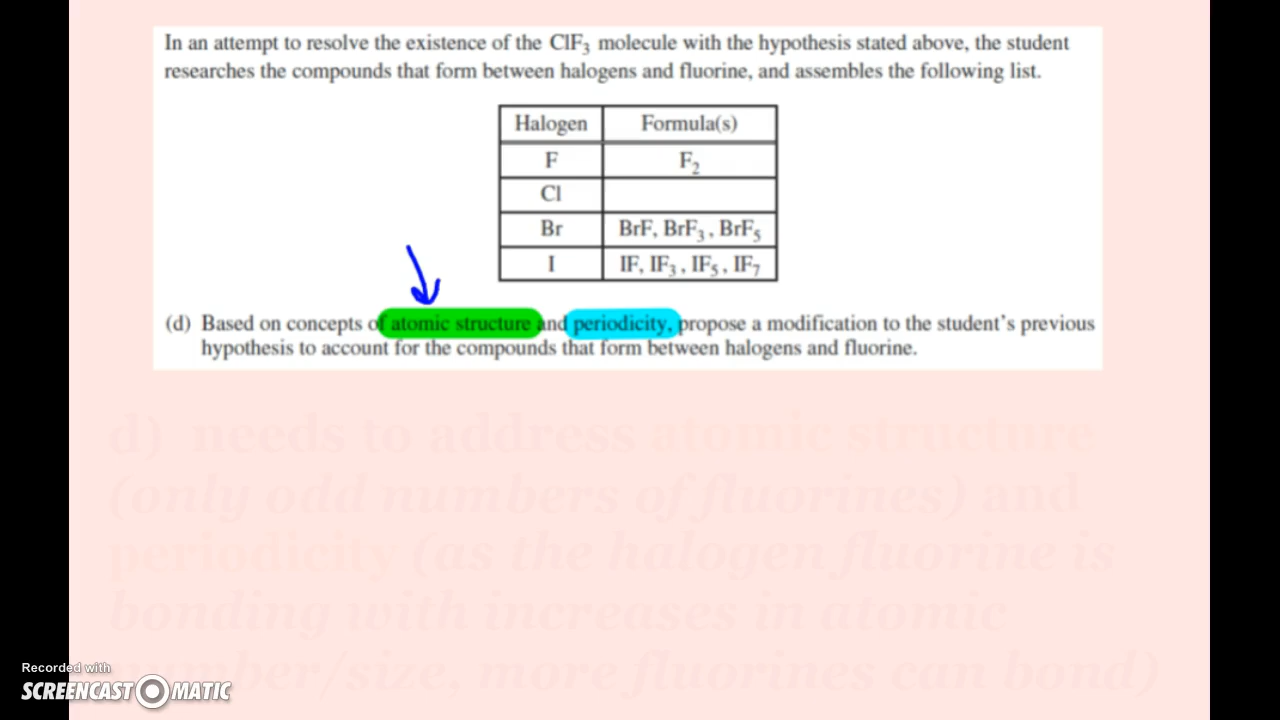 In an attempt to resolve the existence of the ClF₃ molecule with the hypothesis stated above, the student
researches the compounds that form between halogens and fluorine, and assembles the following list.
Halogen Formula(s)
F F₂
Cl
Br BrF, BrF₃, BrF₅
I IF, IF₃, IF₅, IF₇
(d) Based on concepts of atomic structure and periodicity, propose a modification to the student's previous
hypothesis to account for the compounds that form between halogens and fluorine.
d) needs to address atomic structure
(only odd numbers of fluorines) and
periodicity (as the halogen fluorine is
bonding with increases in atomic
number/size, more fluorines can bond)
Recorded with
SCREENCAST O MATIC